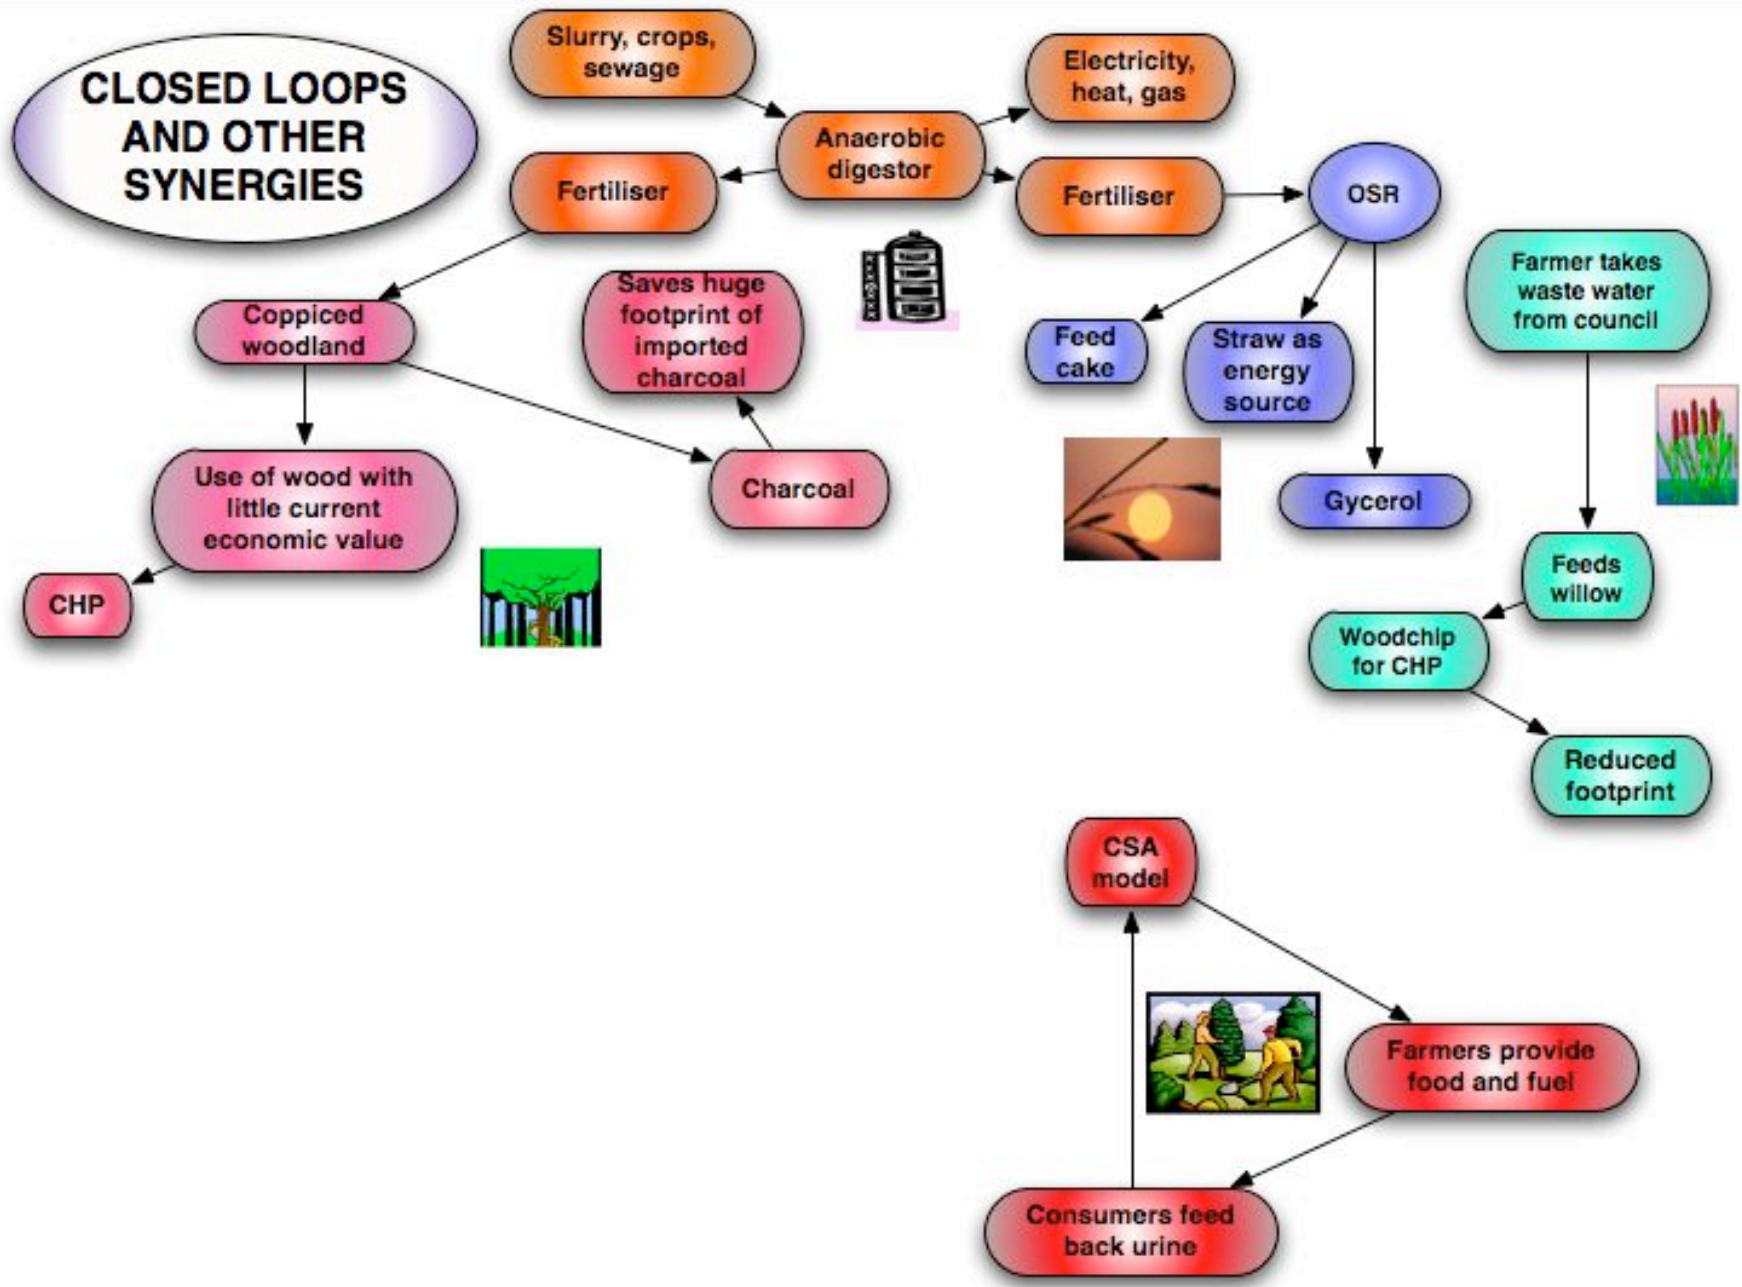 CLOSED LOOPS
AND OTHER
SYNERGIES
Slurry, crops,
sewage
Electricity,
heat, gas
Anaerobic
digestor
Fertiliser
Fertiliser
OSR
Farmer takes
waste water
from council
Coppiced
woodland
Saves huge
footprint of
imported
charcoal
Feed
cake
Straw as
energy
source
Use of wood with
little current
economic value
Charcoal
Gycerol
CHP
Feeds
willow
Woodchip
for CHP
Reduced
footprint
CSA
model
Farmers provide
food and fuel
Consumers feed
back urine